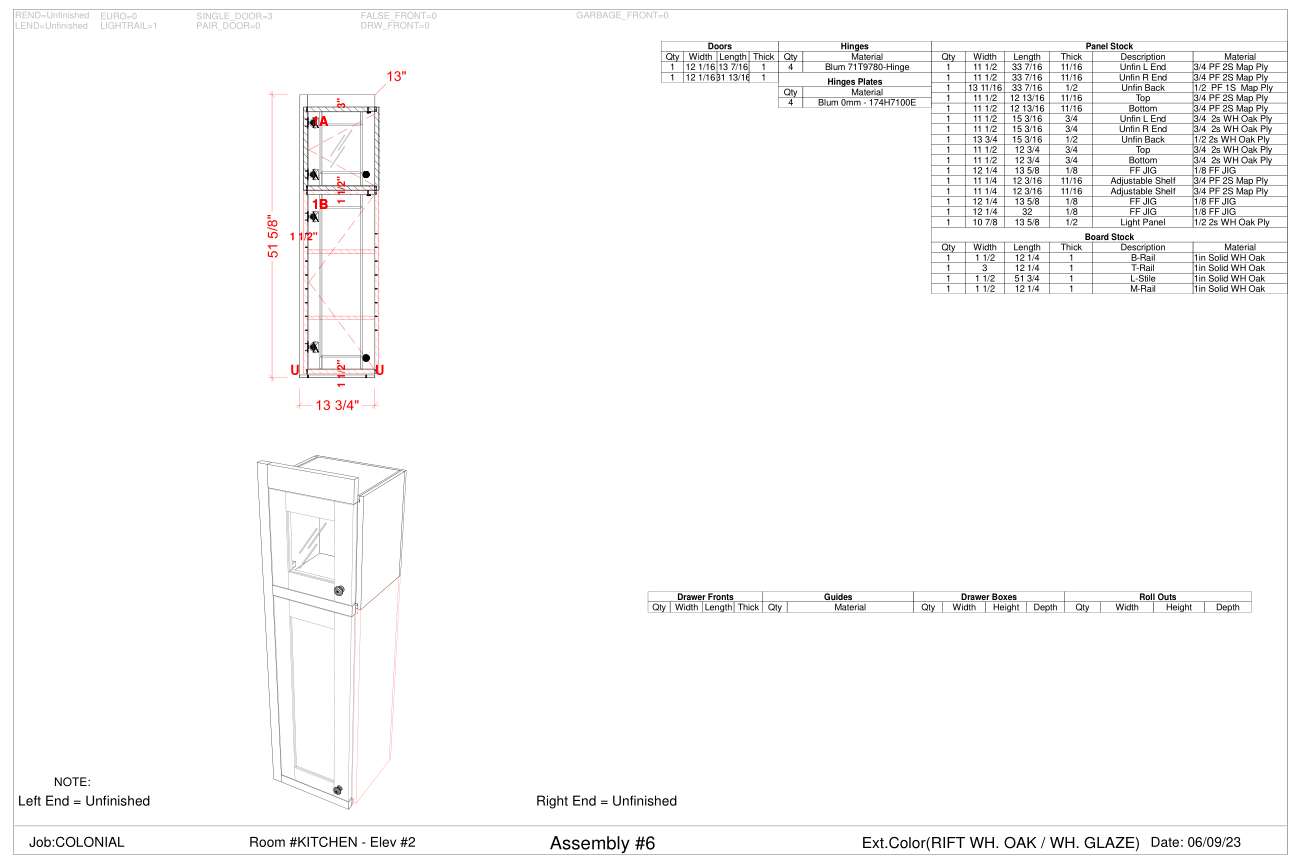 REND=Unfinished EURO=0 SINGLE_DOOR=3 FALSE_FRONT=0 GARBAGE_FRONT=0
LEND=Unfinished LIGHTRAIL=1 PAIR_DOOR=0 DRW_FRONT=0
13"
3"
1A
1 1/2"
1B
1 1/2"
51 5/8"
U
1 1/2"
U
13 3/4"
Doors
Qty Width Length Thick
1 12 1/16 13 7/16 1
1 12 1/16 31 13/16 1
Hinges
Qty Material
4 Blum 71T9780-Hinge
Hinges Plates
Qty Material
4 Blum 0mm - 174H7100E
Panel Stock
Qty Width Length Thick Description Material
1 11 1/2 33 7/16 11/16 Unfin L End 3/4 PF 2S Map Ply
1 11 1/2 33 7/16 11/16 Unfin R End 3/4 PF 2S Map Ply
1 13 11/16 33 7/16 1/2 Unfin Back 1/2 PF 1S Map Ply
1 11 1/2 12 13/16 11/16 Top 3/4 PF 2S Map Ply
1 11 1/2 12 13/16 11/16 Bottom 3/4 PF 2S Map Ply
1 11 1/2 15 3/16 3/4 Unfin L End 3/4 2s WH Oak Ply
1 11 1/2 15 3/16 3/4 Unfin R End 3/4 2s WH Oak Ply
1 13 3/4 15 3/16 1/2 Unfin Back 1/2 2s WH Oak Ply
1 11 1/2 12 3/4 3/4 Top 3/4 2s WH Oak Ply
1 11 1/2 12 3/4 3/4 Bottom 3/4 2s WH Oak Ply
1 12 1/4 13 5/8 1/8 FF JIG 1/8 FF JIG
1 11 1/4 12 3/16 11/16 Adjustable Shelf 3/4 PF 2S Map Ply
1 11 1/4 12 3/16 11/16 Adjustable Shelf 3/4 PF 2S Map Ply
1 12 1/4 13 5/8 1/8 FF JIG 1/8 FF JIG
1 12 1/4 32 1/8 FF JIG 1/8 FF JIG
1 10 7/8 13 5/8 1/2 Light Panel 1/2 2s WH Oak Ply
Board Stock
Qty Width Length Thick Description Material
1 1 1/2 12 1/4 1 B-Rail 1in Solid WH Oak
1 3 12 1/4 1 T-Rail 1in Solid WH Oak
1 1 1/2 51 3/4 1 L-Stile 1in Solid WH Oak
1 1 1/2 12 1/4 1 M-Rail 1in Solid WH Oak
Drawer Fronts Guides Drawer Boxes Roll Outs
Qty Width Length Thick Qty Material Qty Width Height Depth Qty Width Height Depth
NOTE:
Left End = Unfinished Right End = Unfinished
Job:COLONIAL Room #KITCHEN - Elev #2 Assembly #6 Ext.Color(RIFT WH. OAK / WH. GLAZE) Date: 06/09/23